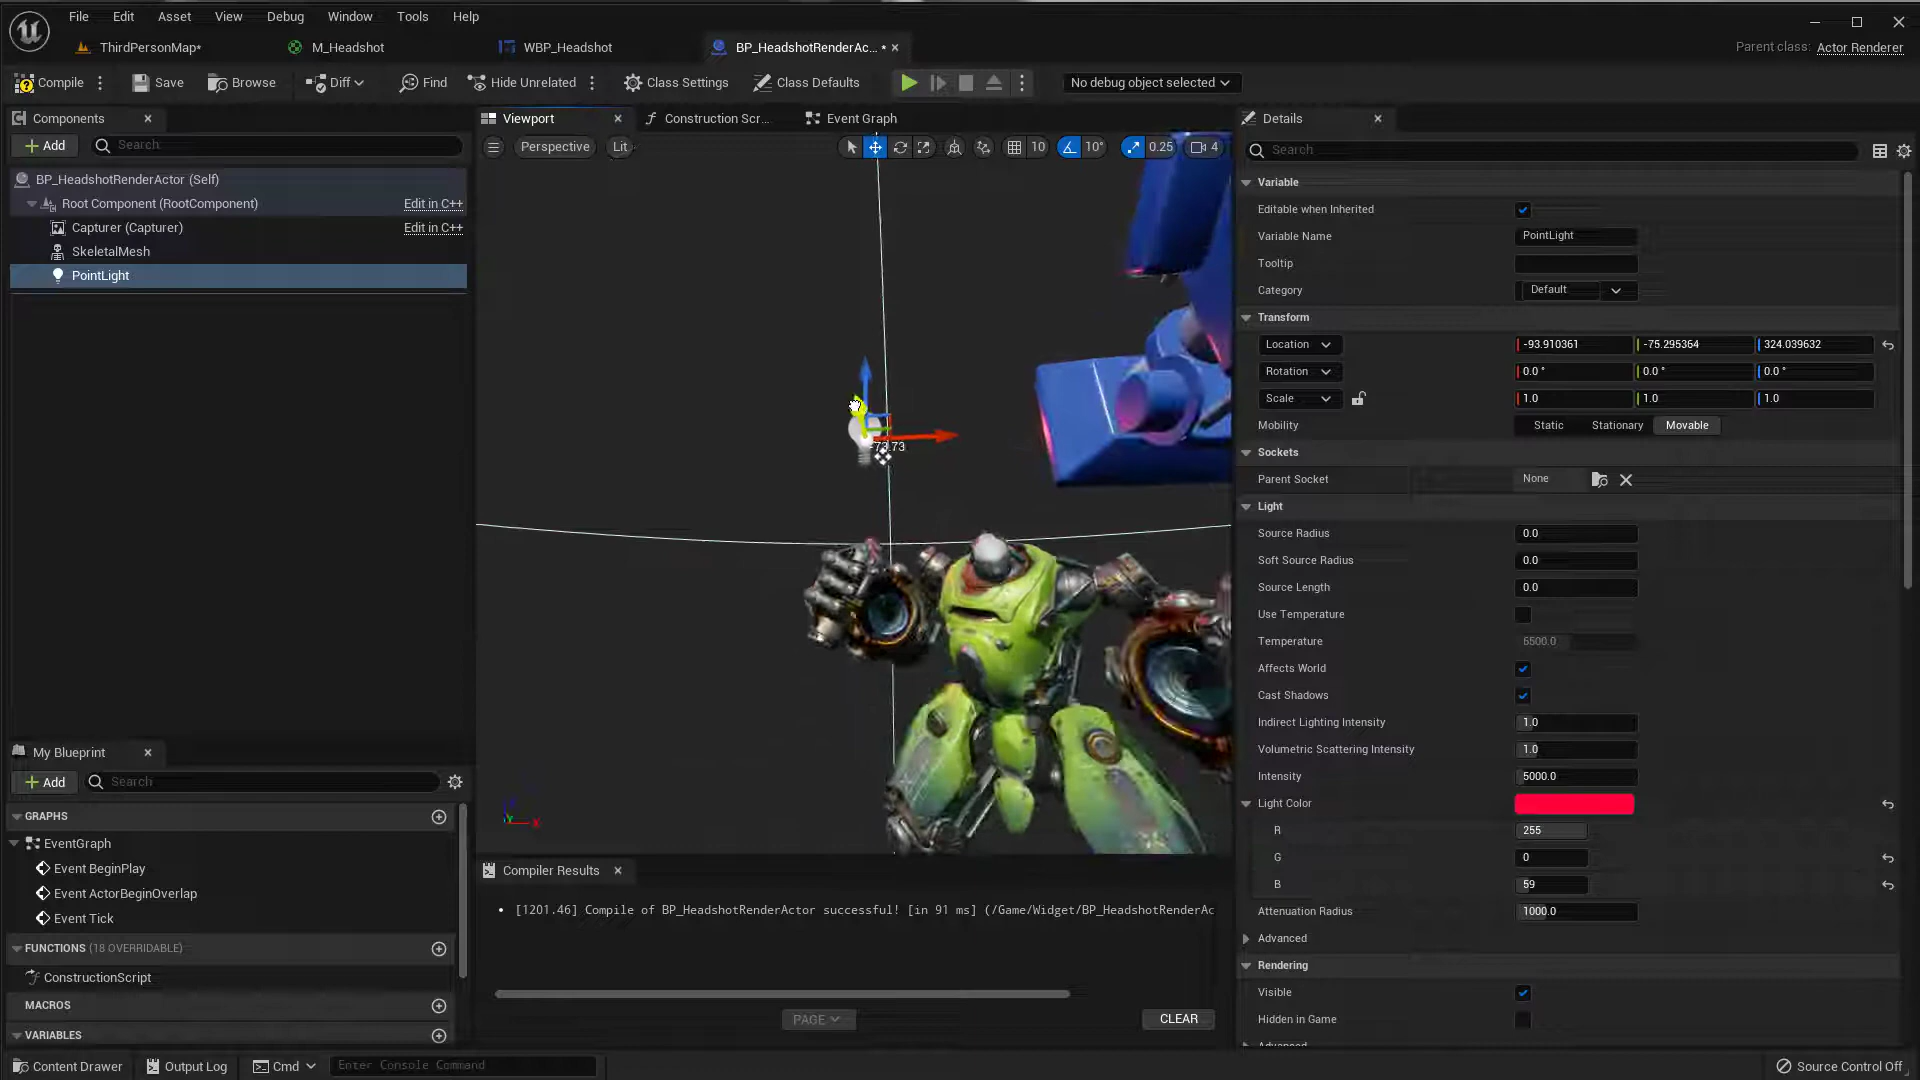 File Edit Asset View Debug Window Tools Help
ThirdPersonMap*
M_Headshot
WBP_Headshot
BP_HeadshotRenderAc... *
Parent class: Actor Renderer
Compile
Save
Browse
Diff
Find
Hide Unrelated
Class Settings
Class Defaults
No debug object selected
Components
Add
Search
BP_HeadshotRenderActor (Self)
Root Component (RootComponent) Edit in C++
Capturer (Capturer) Edit in C++
SkeletalMesh
PointLight
Viewport
Construction Scr...
Event Graph
Perspective
Lit
10
10°
0.25
4
X
Compiler Results
[1201.46] Compile of BP_HeadshotRenderActor successful! [in 91 ms] (/Game/Widget/BP_HeadshotRenderAc
PAGE
CLEAR
My Blueprint
Add
Search
GRAPHS
EventGraph
Event BeginPlay
Event ActorBeginOverlap
Event Tick
FUNCTIONS (18 OVERRIDABLE)
ConstructionScript
MACROS
VARIABLES
Details
Search
Variable
Editable when Inherited
Variable Name PointLight
Tooltip
Category Default
Transform
Location -93.910361 -75.295364 324.039632
Rotation 0.0 ° 0.0 ° 0.0 °
Scale 1.0 1.0 1.0
Mobility Static Stationary Movable
Sockets
Parent Socket None
Light
Source Radius 0.0
Soft Source Radius 0.0
Source Length 0.0
Use Temperature
Temperature 6500.0
Affects World
Cast Shadows
Indirect Lighting Intensity 1.0
Volumetric Scattering Intensity 1.0
Intensity 5000.0
Light Color
R 255
G 0
B 59
Attenuation Radius 1000.0
Advanced
Rendering
Visible
Hidden in Game
Advanced
Content Drawer
Output Log
Cmd
Enter Console Command
Source Control Off